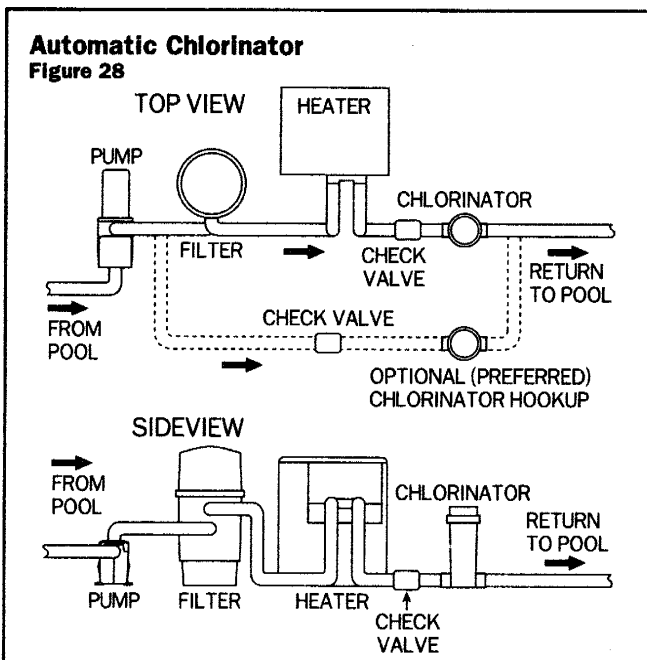 Automatic Chlorinator
Figure 28
TOP VIEW
HEATER
PUMP
CHLORINATOR
FILTER
CHECK
VALVE
RETURN
TO POOL
FROM
POOL
CHECK VALVE
OPTIONAL (PREFERRED)
CHLORINATOR HOOKUP
SIDEVIEW
FROM
POOL
CHLORINATOR
RETURN
TO POOL
PUMP
FILTER
HEATER
CHECK
VALVE